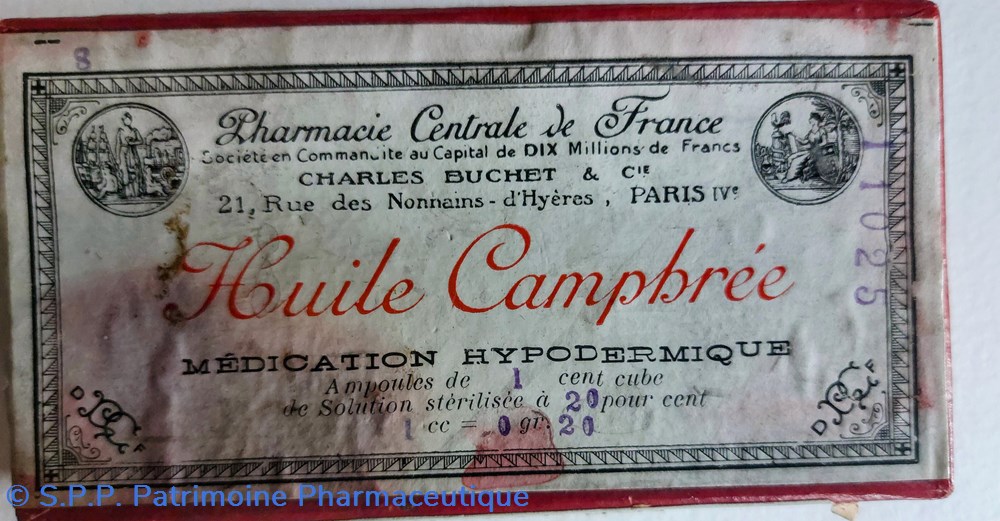 8
Pharmacie Centrale de France
Société en Commandite au Capital de DIX Millions de Francs
CHARLES BUCHET & CIE
21, Rue des Nonnains-d'Hyères, PARIS IVe
Huile Camphrée
MÉDICATION HYPODERMIQUE
Ampoules de 1 cent cube
de Solution stérilisée à 20 pour cent
1 cc = 0 gr. 20
11025
D PC F
D PC F
© S.P.P. Patrimoine Pharmaceutique